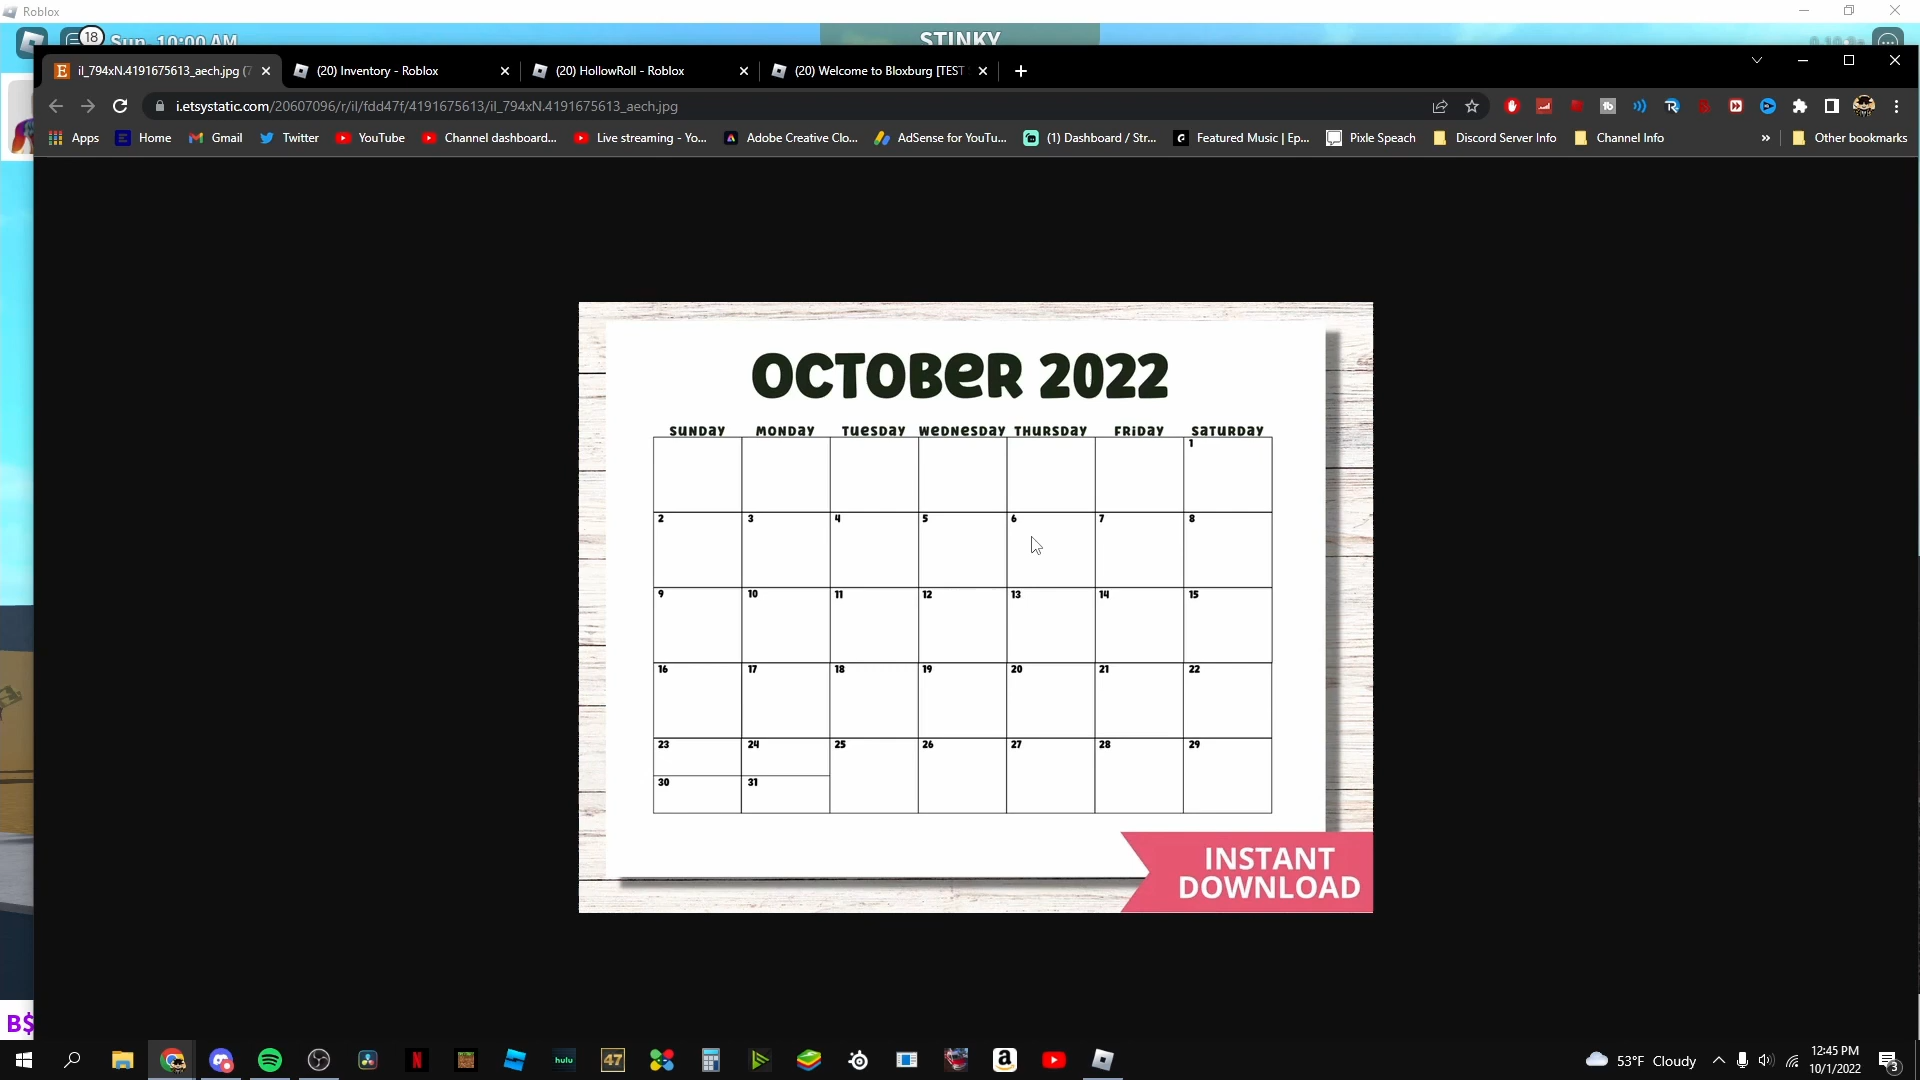 Roblox
18
Sun. 10:00 AM
STINKY
il_794xN.4191675613_aech.jpg (7
(20) Inventory - Roblox
(20) HollowRoll - Roblox
(20) Welcome to Bloxburg [TEST
i.etsystatic.com/20607096/r/il/fdd47f/4191675613/il_794xN.4191675613_aech.jpg
Apps
Home
Gmail
Twitter
YouTube
Channel dashboard...
Live streaming - Yo...
Adobe Creative Clo...
AdSense for YouTu...
(1) Dashboard / Str...
Featured Music | Ep...
Pixle Speach
Discord Server Info
Channel Info
»
Other bookmarks
OCTOBER 2022
SUNDAY MONDAY TUESDAY WEDNESDAY THURSDAY FRIDAY SATURDAY
1
2 3 4 5 6 7 8
9 10 11 12 13 14 15
16 17 18 19 20 21 22
23 24 25 26 27 28 29
30 31
INSTANT
DOWNLOAD
B$
hulu
47
53°F Cloudy
12:45 PM
10/1/2022
3